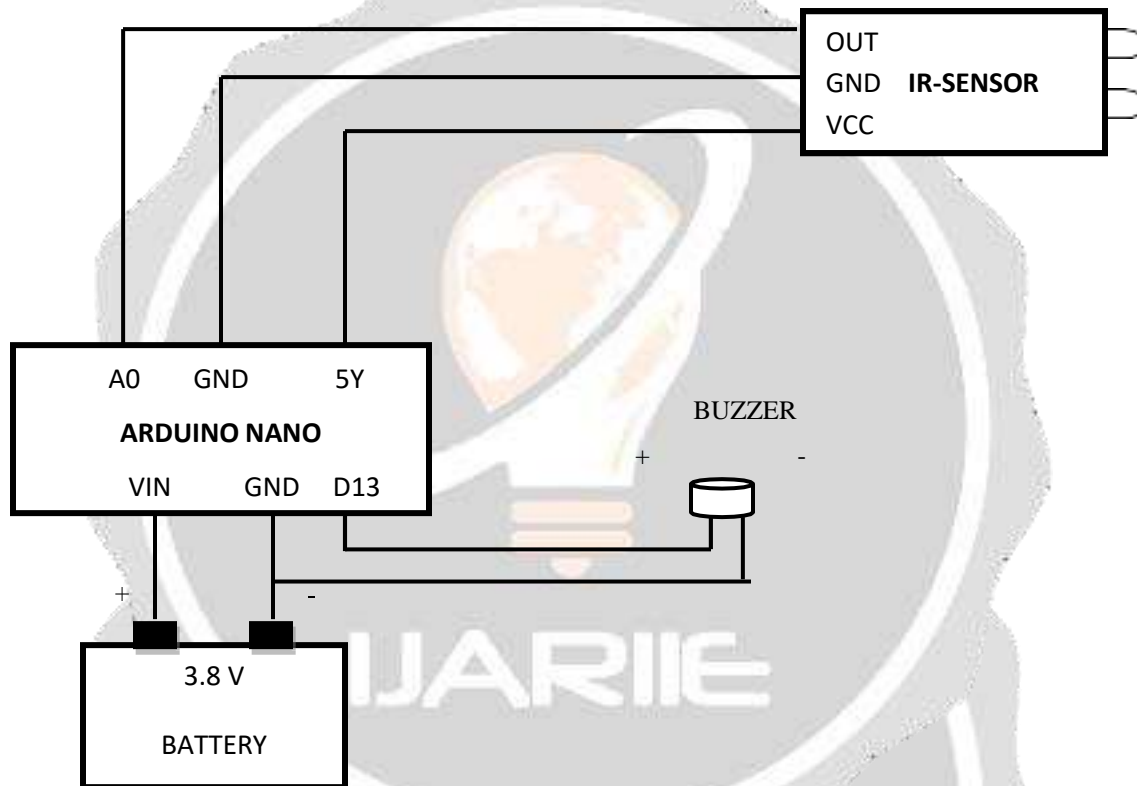 OUT
GND IR-SENSOR
VCC
A0 GND 5Y
ARDUINO NANO
VIN GND D13
BUZZER
+ -
+ -
3.8 V
BATTERY
IJARIIE